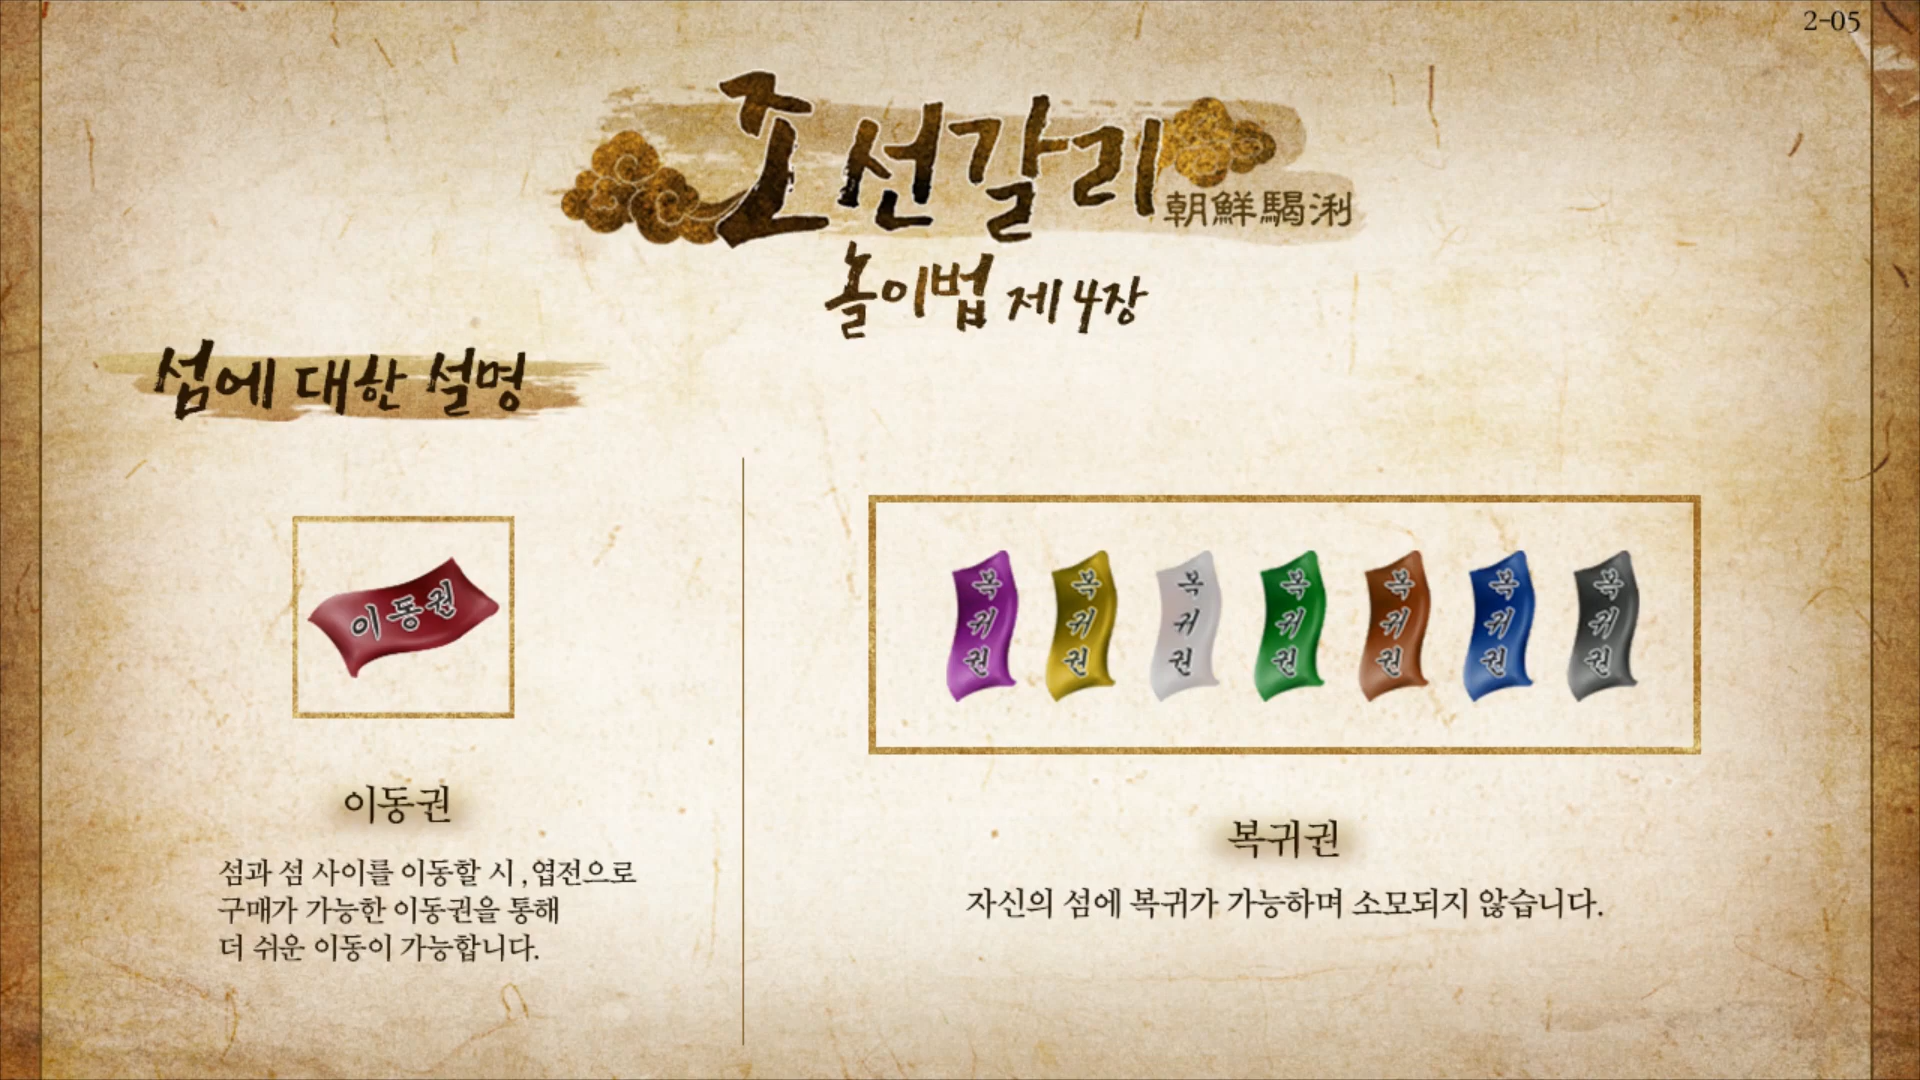 2-05
조선갈리
朝鮮騶浰
놀이법 제4장
섬에 대한 설명
이동권
복귀권
복귀권
복귀권
복귀권
복귀권
복귀권
복귀권
이동권
섬과 섬 사이를 이동할 시, 엽전으로
구매가 가능한 이동권을 통해
더 쉬운 이동이 가능합니다.
복귀권
자신의 섬에 복귀가 가능하며 소모되지 않습니다.